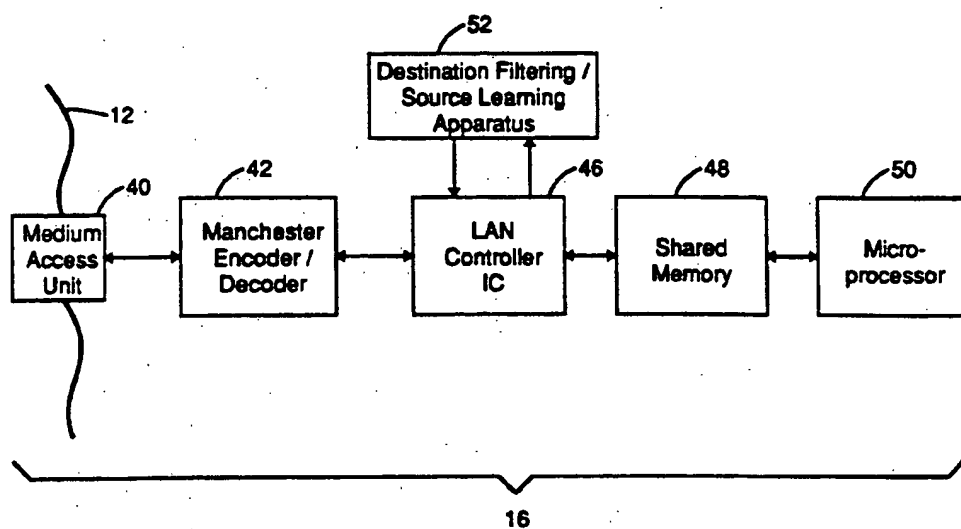 52
Destination Filtering /
Source Learning
Apparatus
12
40
Medium
Access
Unit
42
Manchester
Encoder /
Decoder
46
LAN
Controller
IC
48
Shared
Memory
50
Micro-
processor
16